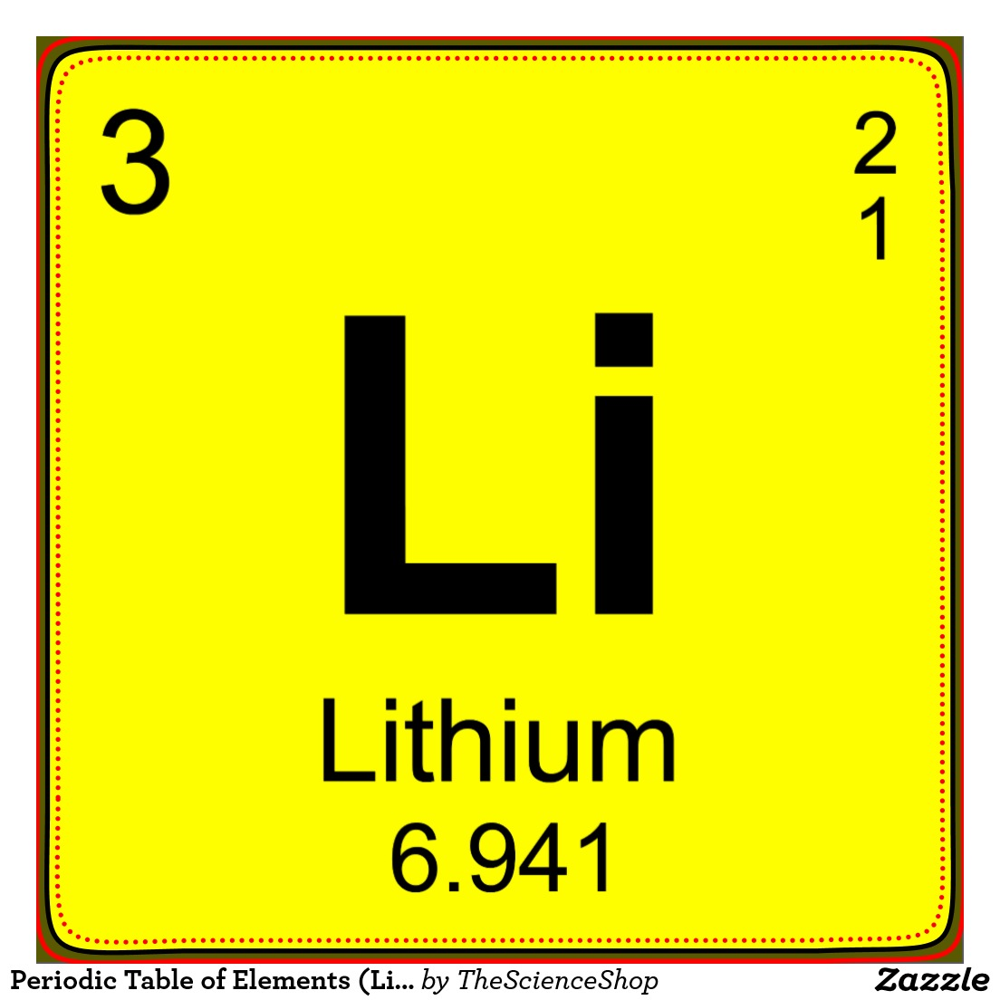 3
2
1
Li
Lithium
6.941
Periodic Table of Elements (Li... by TheScienceShop
Zazzle